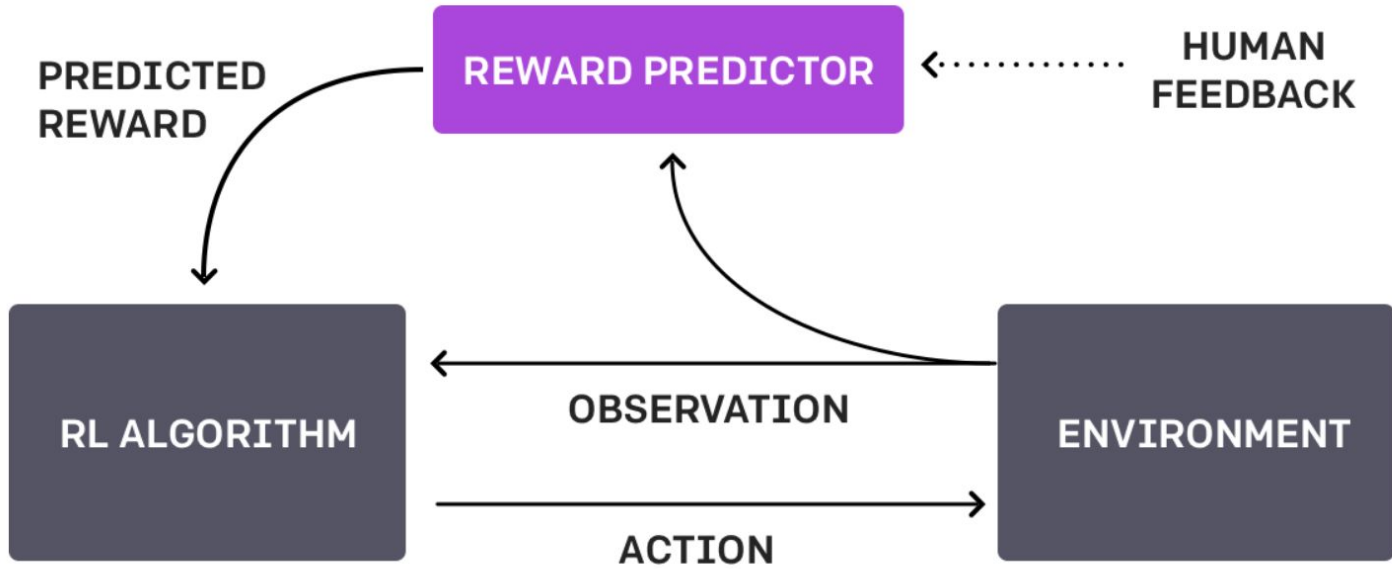 PREDICTED
REWARD
REWARD PREDICTOR
HUMAN
FEEDBACK
RL ALGORITHM
OBSERVATION
ACTION
ENVIRONMENT